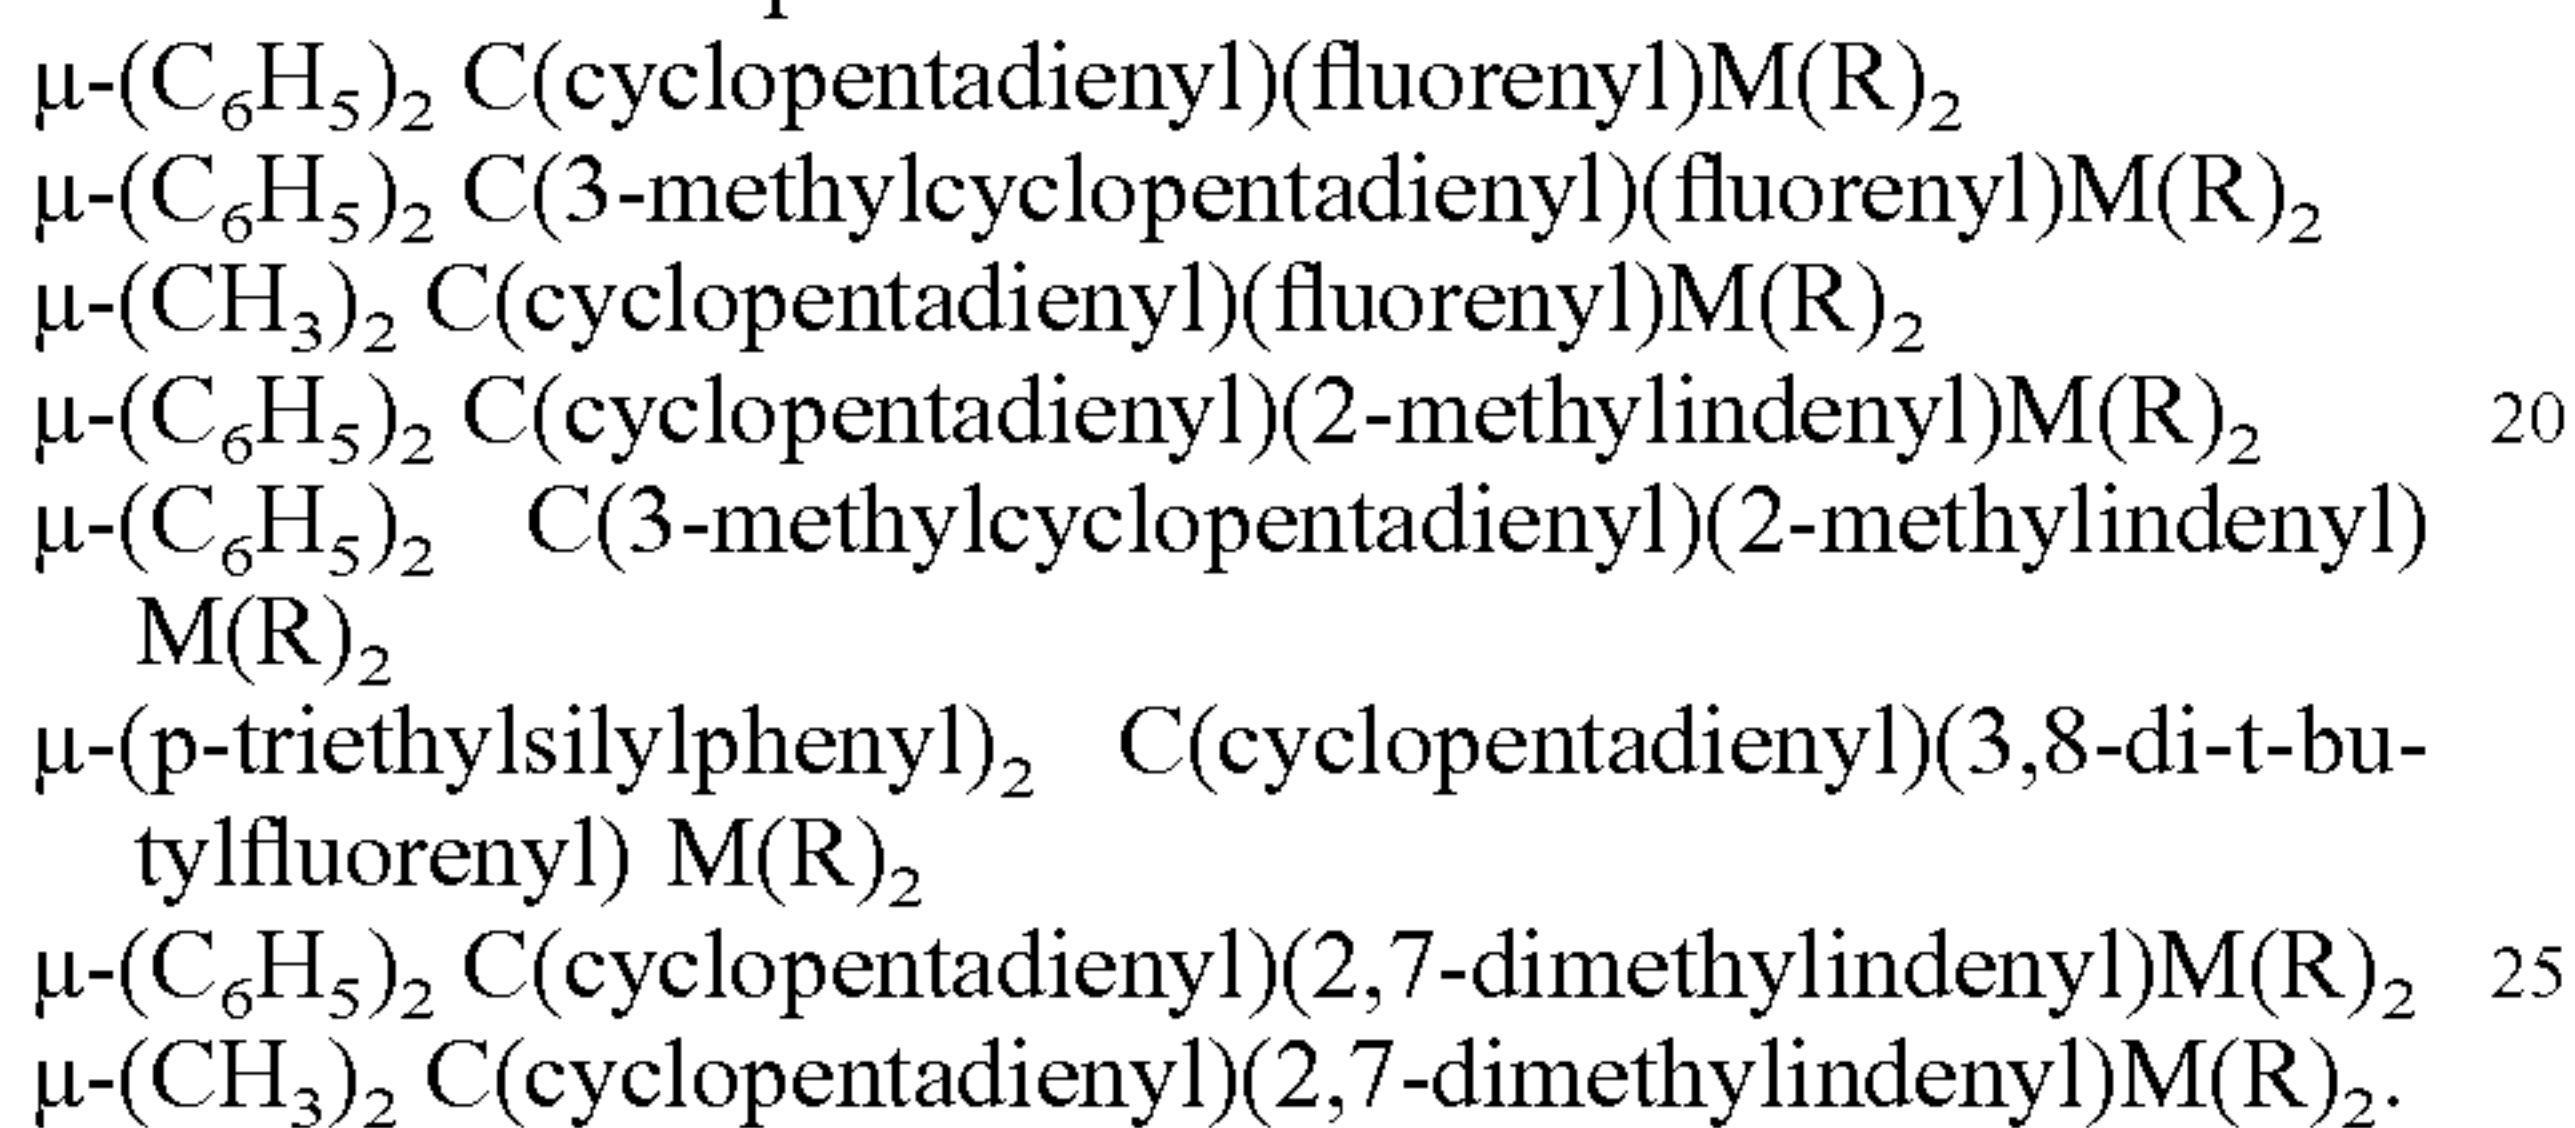 μ-(C₆H₅)₂ C(cyclopentadienyl)(fluorenyl)M(R)₂
μ-(C₆H₅)₂ C(3-methylcyclopentadienyl)(fluorenyl)M(R)₂
μ-(CH₃)₂ C(cyclopentadienyl)(fluorenyl)M(R)₂
μ-(C₆H₅)₂ C(cyclopentadienyl)(2-methylindenyl)M(R)₂ 20
μ-(C₆H₅)₂ C(3-methylcyclopentadienyl)(2-methylindenyl)
M(R)₂
μ-(p-triethylsilylphenyl)₂ C(cyclopentadienyl)(3,8-di-t-bu-
tylfluorenyl) M(R)₂
μ-(C₆H₅)₂ C(cyclopentadienyl)(2,7-dimethylindenyl)M(R)₂ 25
μ-(CH₃)₂ C(cyclopentadienyl)(2,7-dimethylindenyl)M(R)₂.